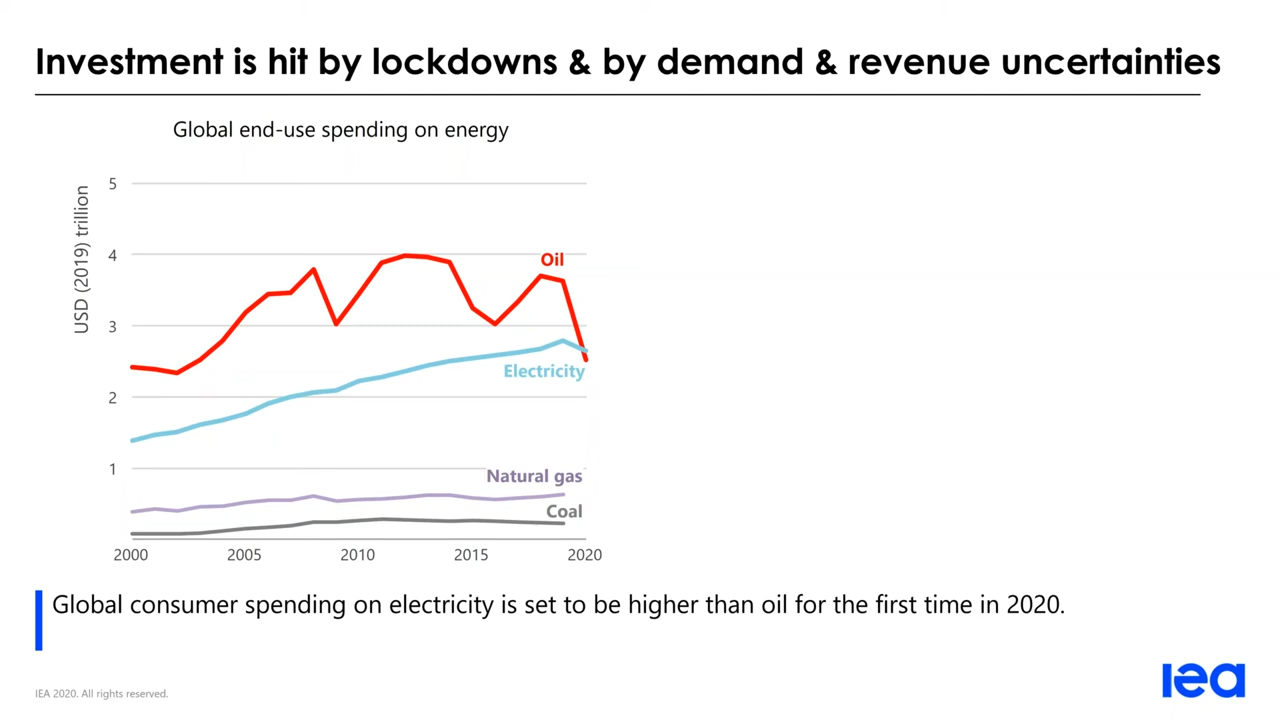 Investment is hit by lockdowns & by demand & revenue uncertainties
Global end-use spending on energy
USD (2019) trillion
5
4
3
2
1
Oil
Electricity
Natural gas
Coal
2000 2005 2010 2015 2020
Global consumer spending on electricity is set to be higher than oil for the first time in 2020.
IEA 2020. All rights reserved.
iea